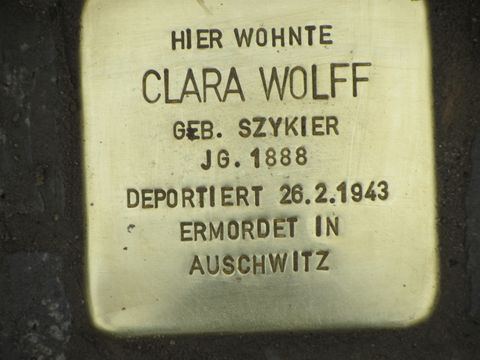 HIER WOHNTE
CLARA WOLFF
GEB. SZYKIER
JG. 1888
DEPORTIERT 26.2.1943
ERMORDET IN
AUSCHWITZ